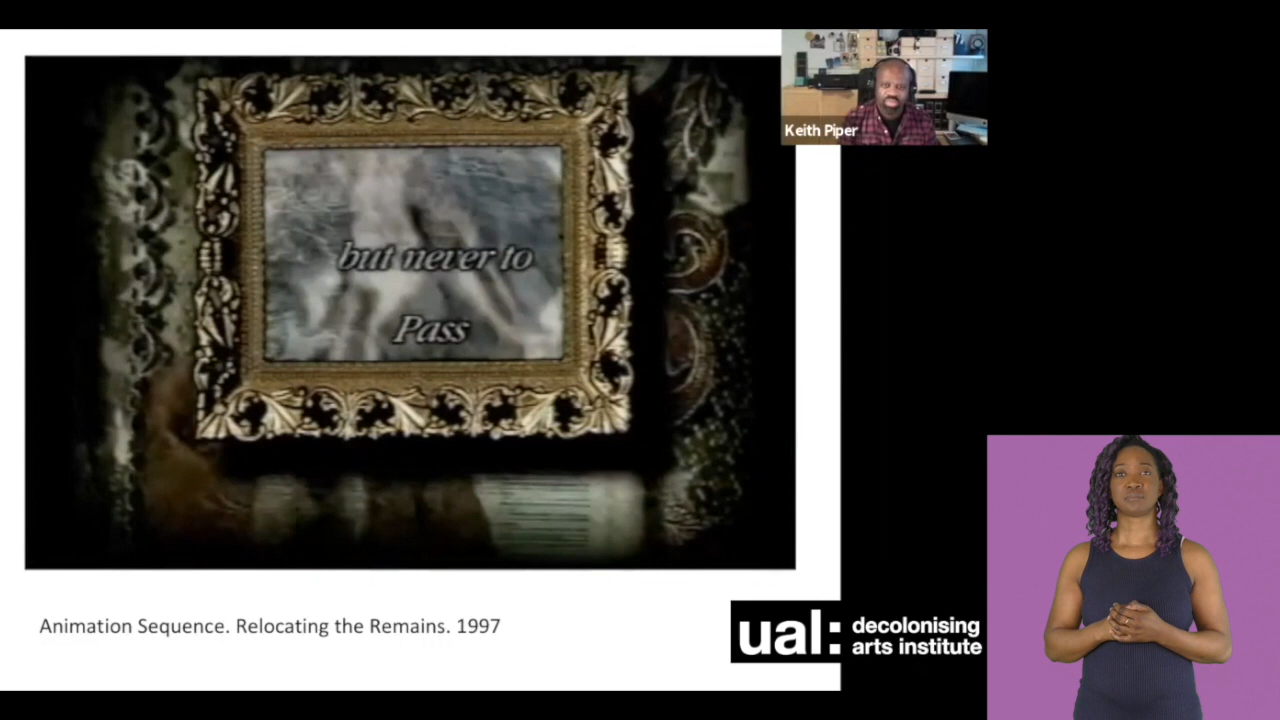 Keith Piper
but never to
Pass
Animation Sequence. Relocating the Remains. 1997
ual:
decolonising
arts institute